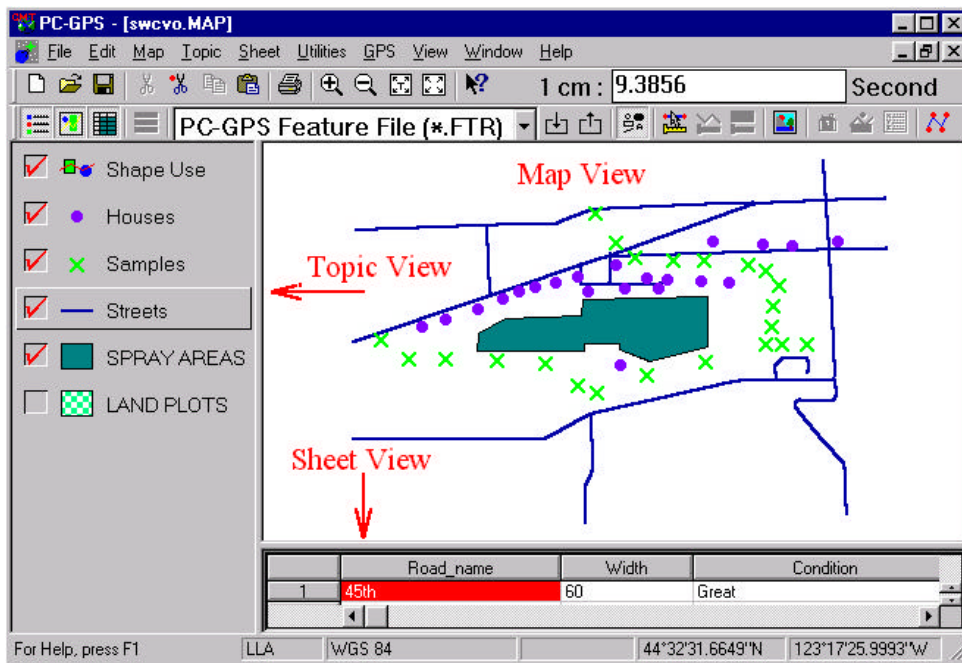 PC-GPS - [swcvo.MAP]
File Edit Map Topic Sheet Utilities GPS View Window Help
1 cm : 9.3856 Second
PC-GPS Feature File (*.FTR)
Shape Use
Houses
Samples
Streets
SPRAY AREAS
LAND PLOTS
Map View
Topic View
Sheet View
Road_name Width Condition
1 45th 60 Great
For Help, press F1 LLA WGS 84 44°32'31.6649"N 123°17'25.9993"W